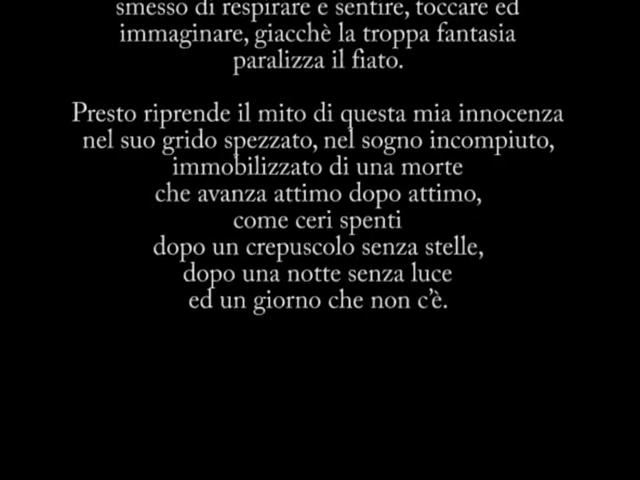 smesso di respirare e sentire, toccare ed
immaginare, giacchè la troppa fantasia
paralizza il fiato.
Presto riprende il mito di questa mia innocenza
nel suo grido spezzato, nel sogno incompiuto,
immobilizzato di una morte
che avanza attimo dopo attimo,
come ceri spenti
dopo un crepuscolo senza stelle,
dopo una notte senza luce
ed un giorno che non c'è.